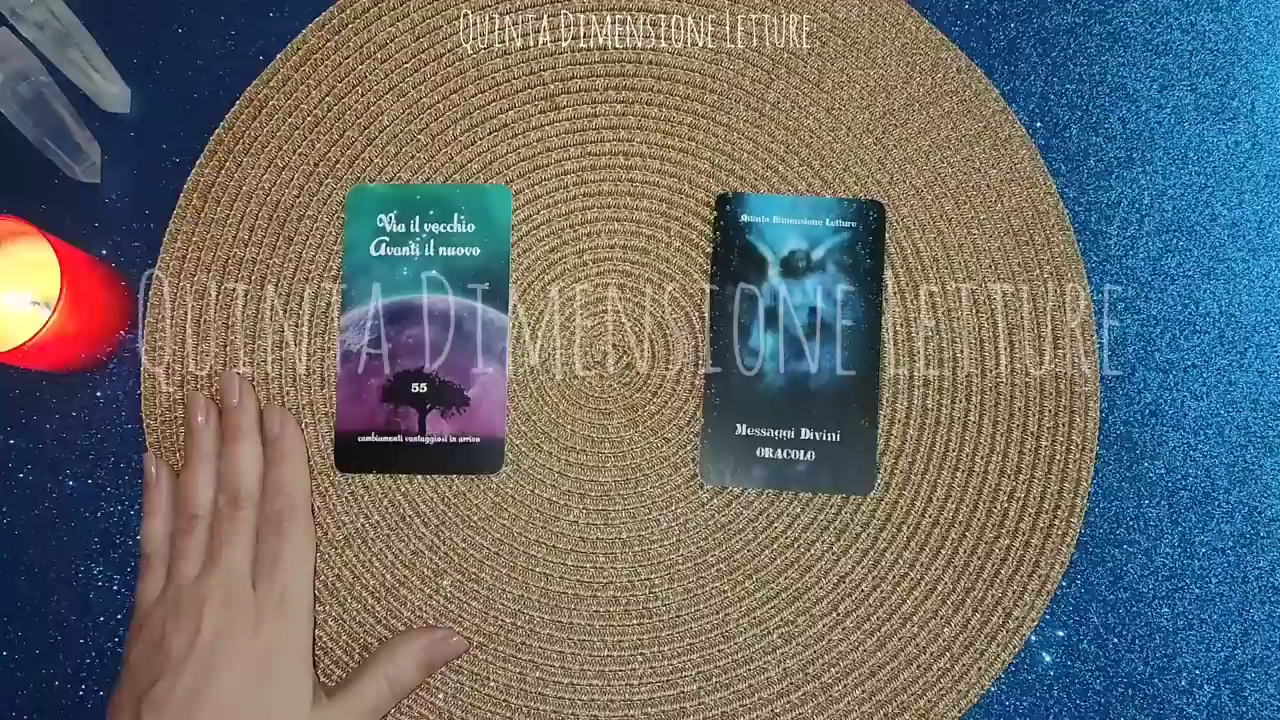 Quinta Dimensione Letture
Via il vecchio
Avanti il nuovo
55
cambiamenti vantaggiosi in arrivo
Quinta Dimensione Letture
Messaggi Divini
ORACOLO
Quinta Dimensione Letture